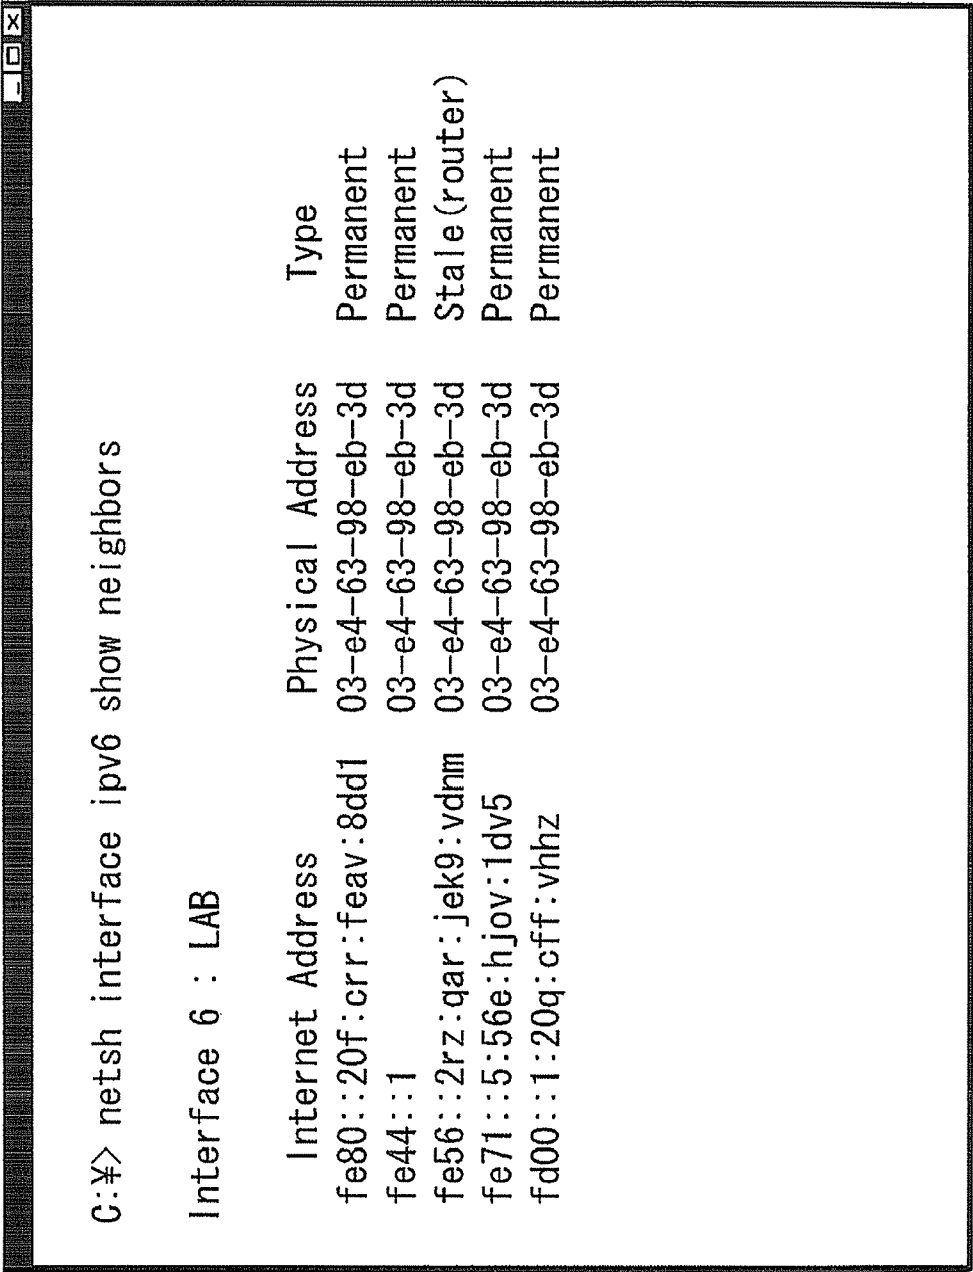 C:¥> netsh interface ipv6 show neighbors
Interface 6 : LAB
Internet Address Physical Address Type
fe80::20f:crr:feav:8dd1 03-e4-63-98-eb-3d Permanent
fe44::1 03-e4-63-98-eb-3d Permanent
fe56::2rz:qar:jek9:vdnm 03-e4-63-98-eb-3d Stale(router)
fe71::5:56e:hjov:1dv5 03-e4-63-98-eb-3d Permanent
fd00::1:20q:cff:vhhz 03-e4-63-98-eb-3d Permanent